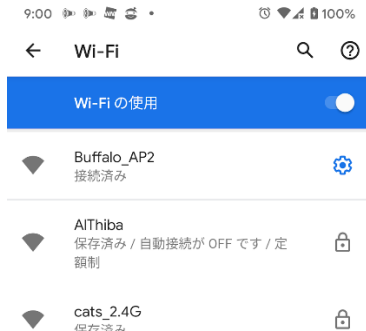 9:00 100%
Wi-Fi
Wi-Fi の使用
Buffalo_AP2
接続済み
AlThiba
保存済み / 自動接続が OFF です / 定
額制
cats_2.4G
保存済み